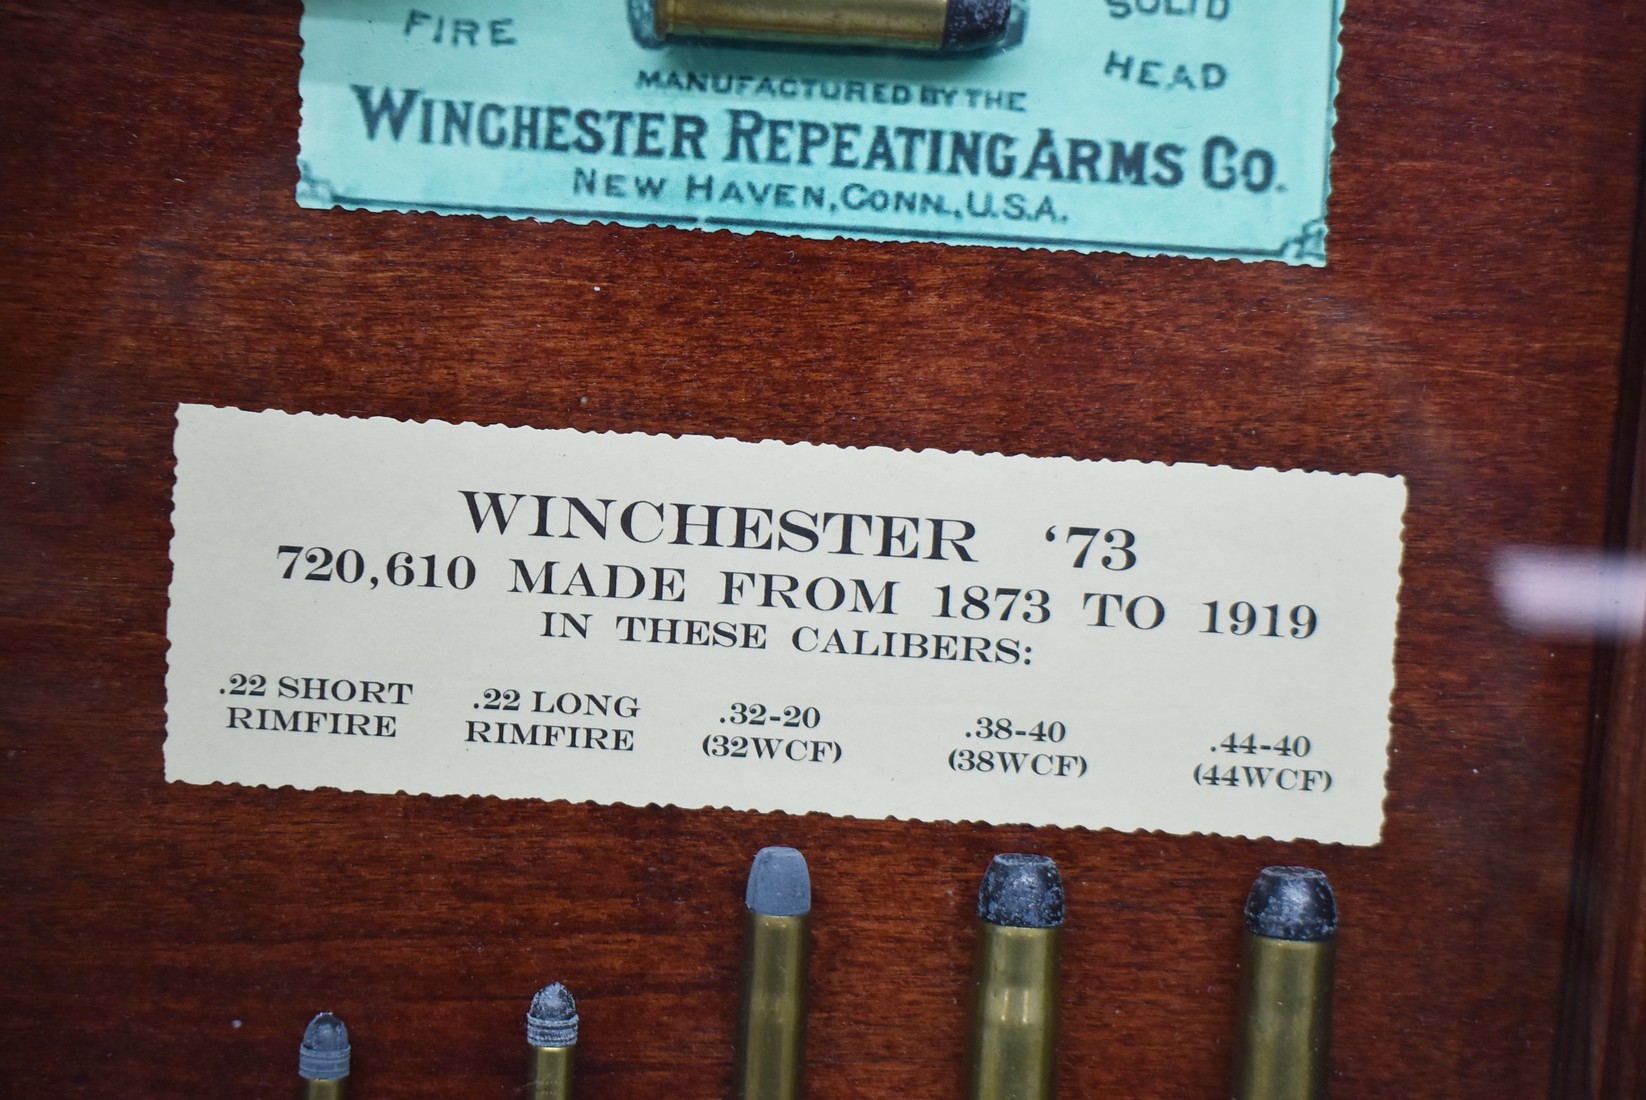 FIRE
SOLID
HEAD
MANUFACTURED BY THE
WINCHESTER REPEATING ARMS CO.
NEW HAVEN, CONN., U.S.A.
WINCHESTER ‘73
720,610 MADE FROM 1873 TO 1919
IN THESE CALIBERS:
.22 SHORT
RIMFIRE
.22 LONG
RIMFIRE
.32-20
(32WCF)
.38-40
(38WCF)
.44-40
(44WCF)